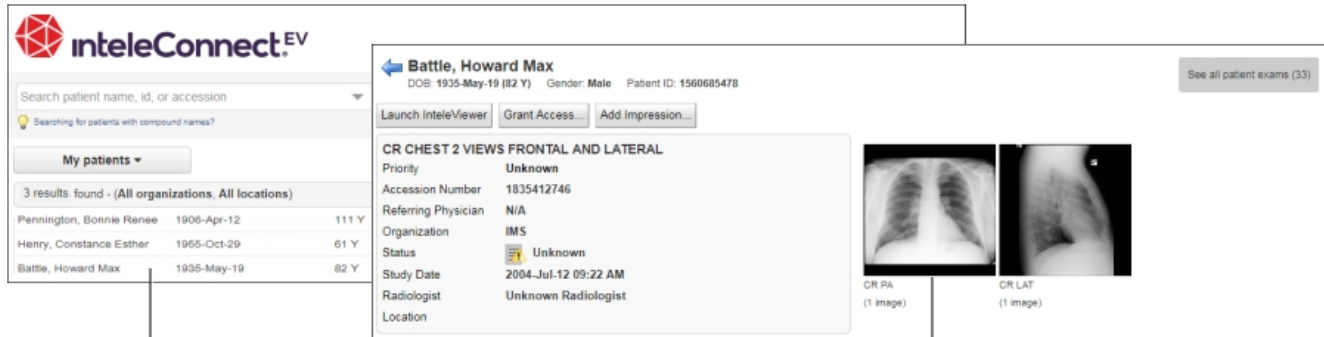 inteleConnect.EV
Search patient name, id, or accession
Searching for patients with compound names?
My patients
3 results found - (All organizations, All locations)
Pennington, Bonnie Renee 1906-Apr-12 111 Y
Henry, Constance Esther 1955-Oct-29 61 Y
Battle, Howard Max 1935-May-19 82 Y
Battle, Howard Max
DOB: 1935-May-19 (82 Y) Gender: Male Patient ID: 1560685478
See all patient exams (33)
Launch InteleViewer Grant Access... Add Impression...
CR CHEST 2 VIEWS FRONTAL AND LATERAL
Priority Unknown
Accession Number 1835412746
Referring Physician N/A
Organization IMS
Status Unknown
Study Date 2004-Jul-12 09:22 AM
Radiologist Unknown Radiologist
Location
CR PA
(1 image)
CR LAT
(1 image)